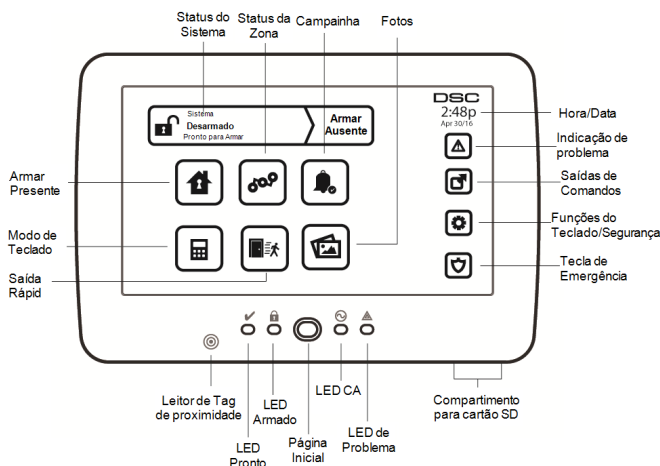 Status do
Sistema
Status da
Zona
Campainha
Fotos
Sistema
Desarmado
Pronto para Armar
Armar
Ausente
DSC
2:48p
Apr 30/16
Hora/Data
Indicação de
problema
Saídas de
Comandos
Funções do
Teclado/Segurança
Tecla de
Emergência
Armar
Presente
Modo de
Teclado
Saída
Rápid
Leitor de Tag
de proximidade
LED
Armado
LED
Pronto
Página
Inicial
LED CA
LED de
Problema
Compartimento
para cartão SD